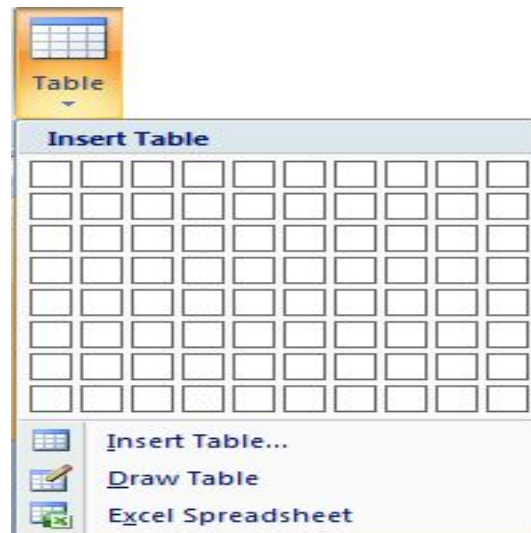 Table
Insert Table
Insert Table...
Draw Table
Excel Spreadsheet